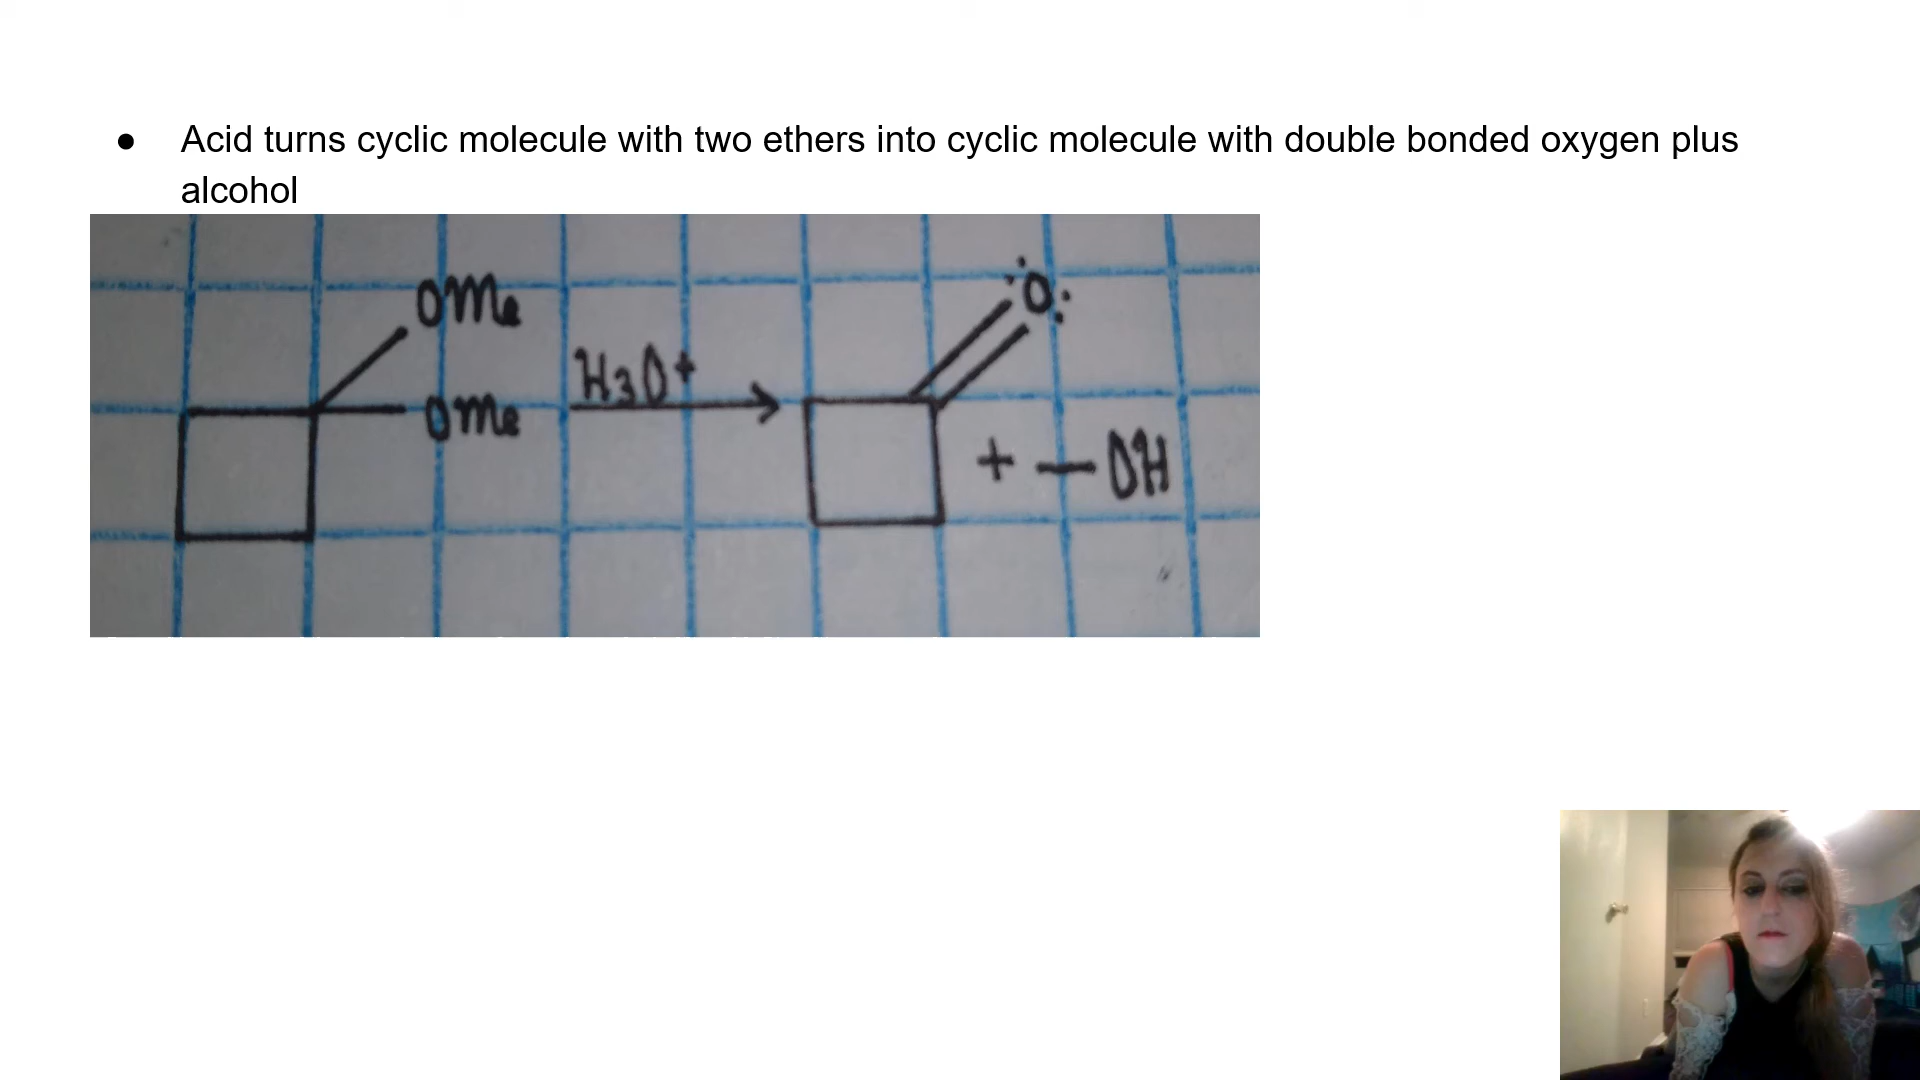 ● Acid turns cyclic molecule with two ethers into cyclic molecule with double bonded oxygen plus
alcohol
OMe
OMe
H3O+
:O:
+ — OH